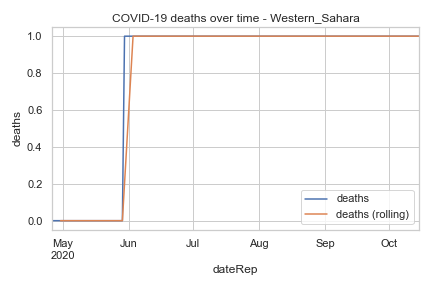 COVID-19 deaths over time - Western_Sahara
deaths
1.0
0.8
0.6
0.4
0.2
0.0
May
2020
Jun
Jul
Aug
Sep
Oct
dateRep
deaths
deaths (rolling)